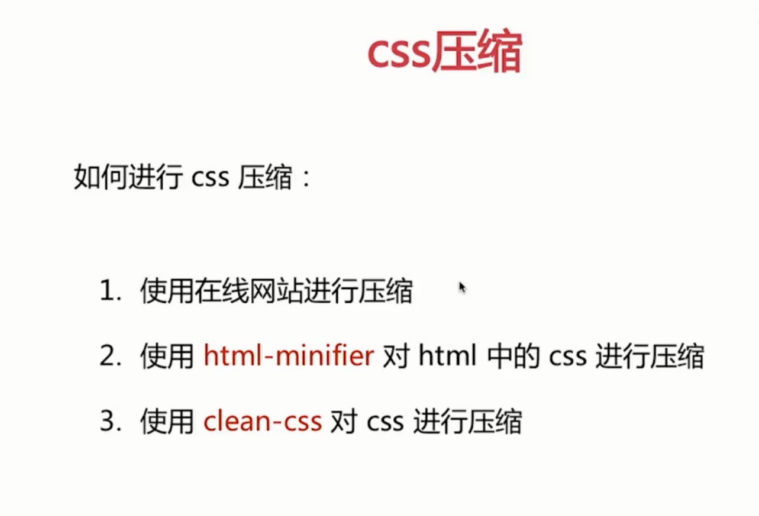 css压缩
如何进行 css 压缩：
1. 使用在线网站进行压缩
2. 使用 html-minifier 对 html 中的 css 进行压缩
3. 使用 clean-css 对 css 进行压缩